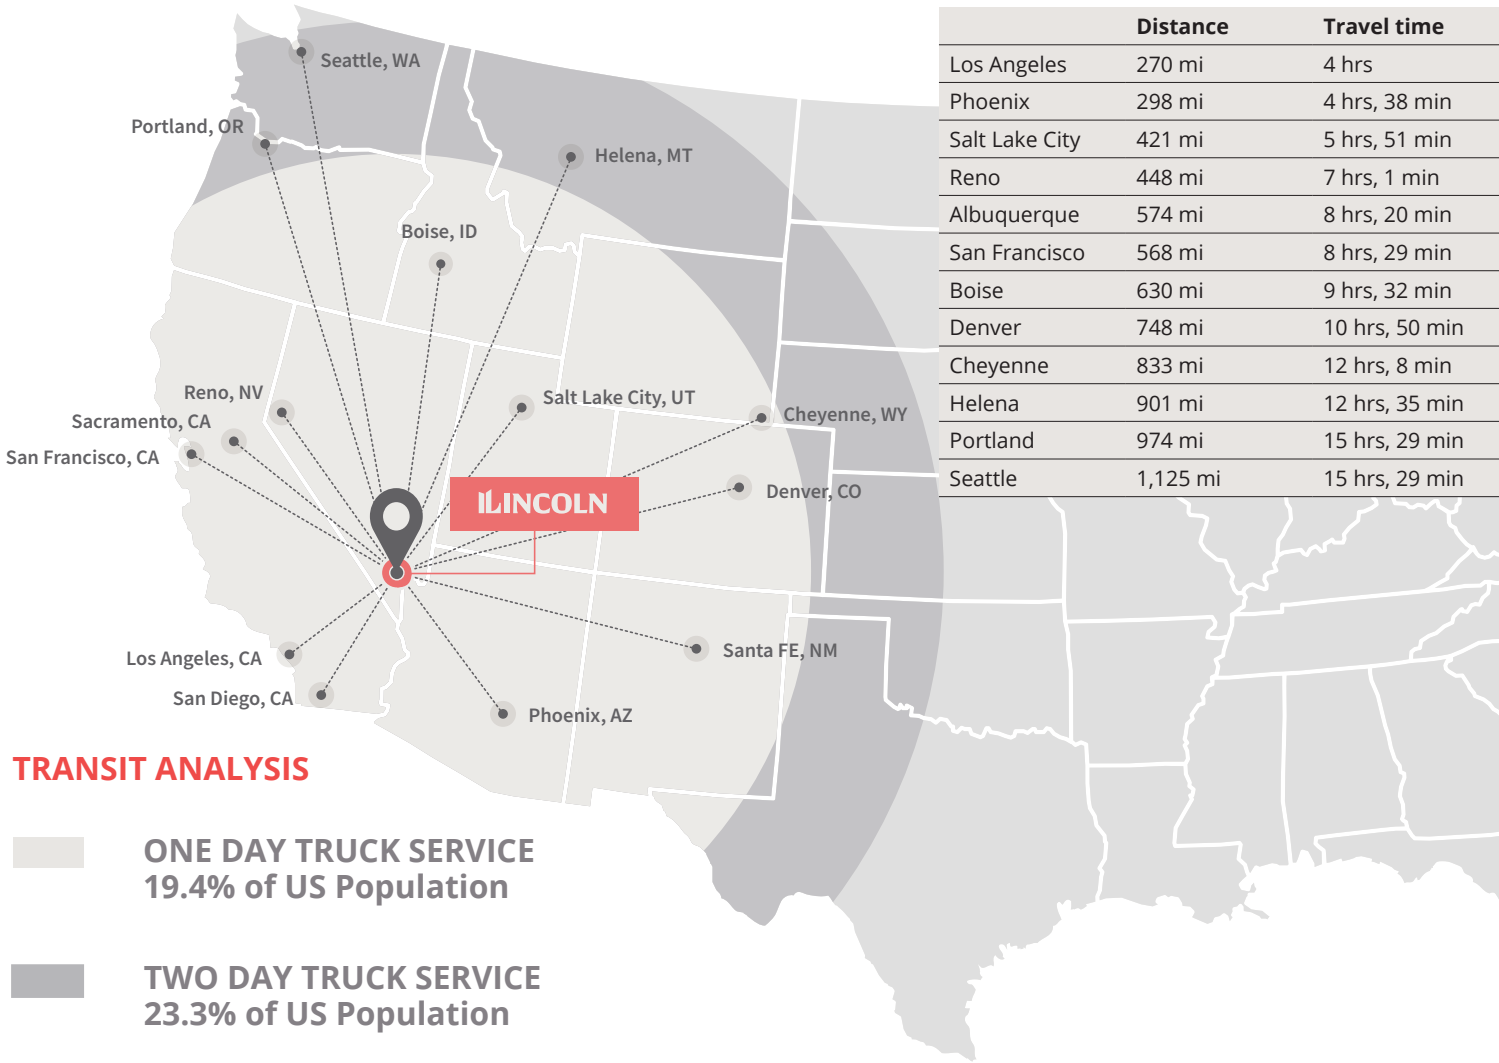 Seattle, WA
Portland, OR
Helena, MT
Boise, ID
Reno, NV
Salt Lake City, UT
Sacramento, CA
Cheyenne, WY
San Francisco, CA
Denver, CO
LINCOLN
Los Angeles, CA
Santa FE, NM
San Diego, CA
Phoenix, AZ
Distance Travel time
Los Angeles 270 mi 4 hrs
Phoenix 298 mi 4 hrs, 38 min
Salt Lake City 421 mi 5 hrs, 51 min
Reno 448 mi 7 hrs, 1 min
Albuquerque 574 mi 8 hrs, 20 min
San Francisco 568 mi 8 hrs, 29 min
Boise 630 mi 9 hrs, 32 min
Denver 748 mi 10 hrs, 50 min
Cheyenne 833 mi 12 hrs, 8 min
Helena 901 mi 12 hrs, 35 min
Portland 974 mi 15 hrs, 29 min
Seattle 1,125 mi 15 hrs, 29 min
TRANSIT ANALYSIS
ONE DAY TRUCK SERVICE
19.4% of US Population
TWO DAY TRUCK SERVICE
23.3% of US Population